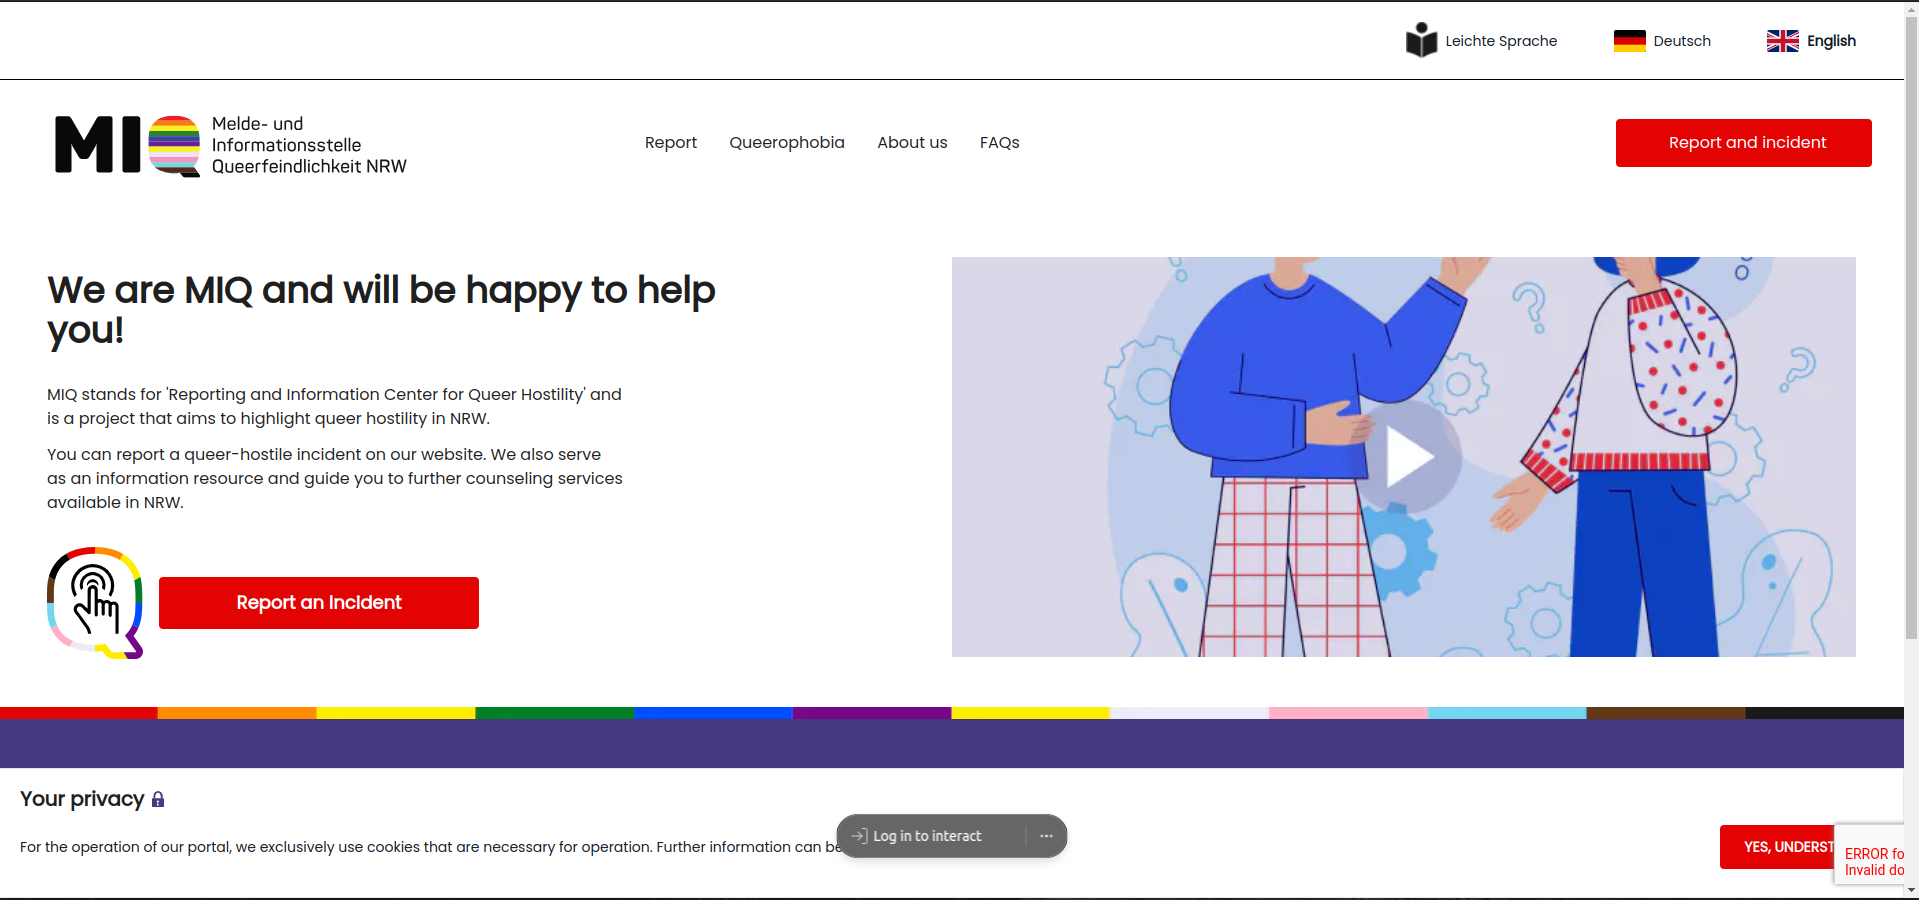 Leichte Sprache
Deutsch
English
MIQ
Melde- und
Informationsstelle
Queerfeindlichkeit NRW
Report
Queerophobia
About us
FAQs
Report and incident
We are MIQ and will be happy to help
you!
MIQ stands for 'Reporting and Information Center for Queer Hostility' and
is a project that aims to highlight queer hostility in NRW.
You can report a queer-hostile incident on our website. We also serve
as an information resource and guide you to further counseling services
available in NRW.
Report an Incident
Your privacy
For the operation of our portal, we exclusively use cookies that are necessary for operation. Further information can be
Log in to interact
YES, UNDERST
ERROR fo
Invalid do